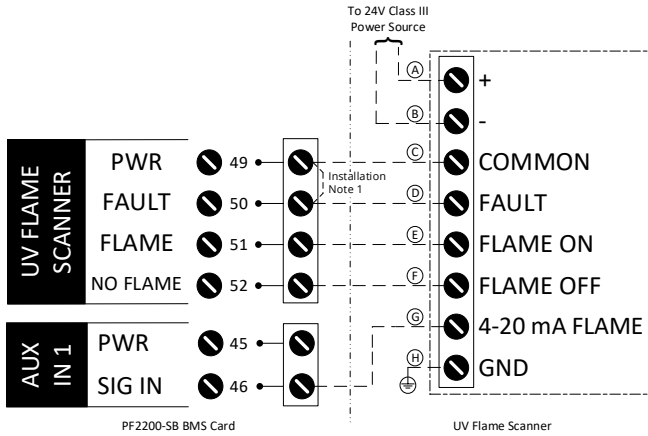 To 24V Class III
Power Source
UV FLAME
SCANNER
PWR 49
FAULT 50
FLAME 51
NO FLAME 52
Installation
Note 1
AUX
IN 1
PWR 45
SIG IN 46
A +
B -
C COMMON
D FAULT
E FLAME ON
F FLAME OFF
G 4-20 mA FLAME
H GND
PF2200-SB BMS Card
UV Flame Scanner